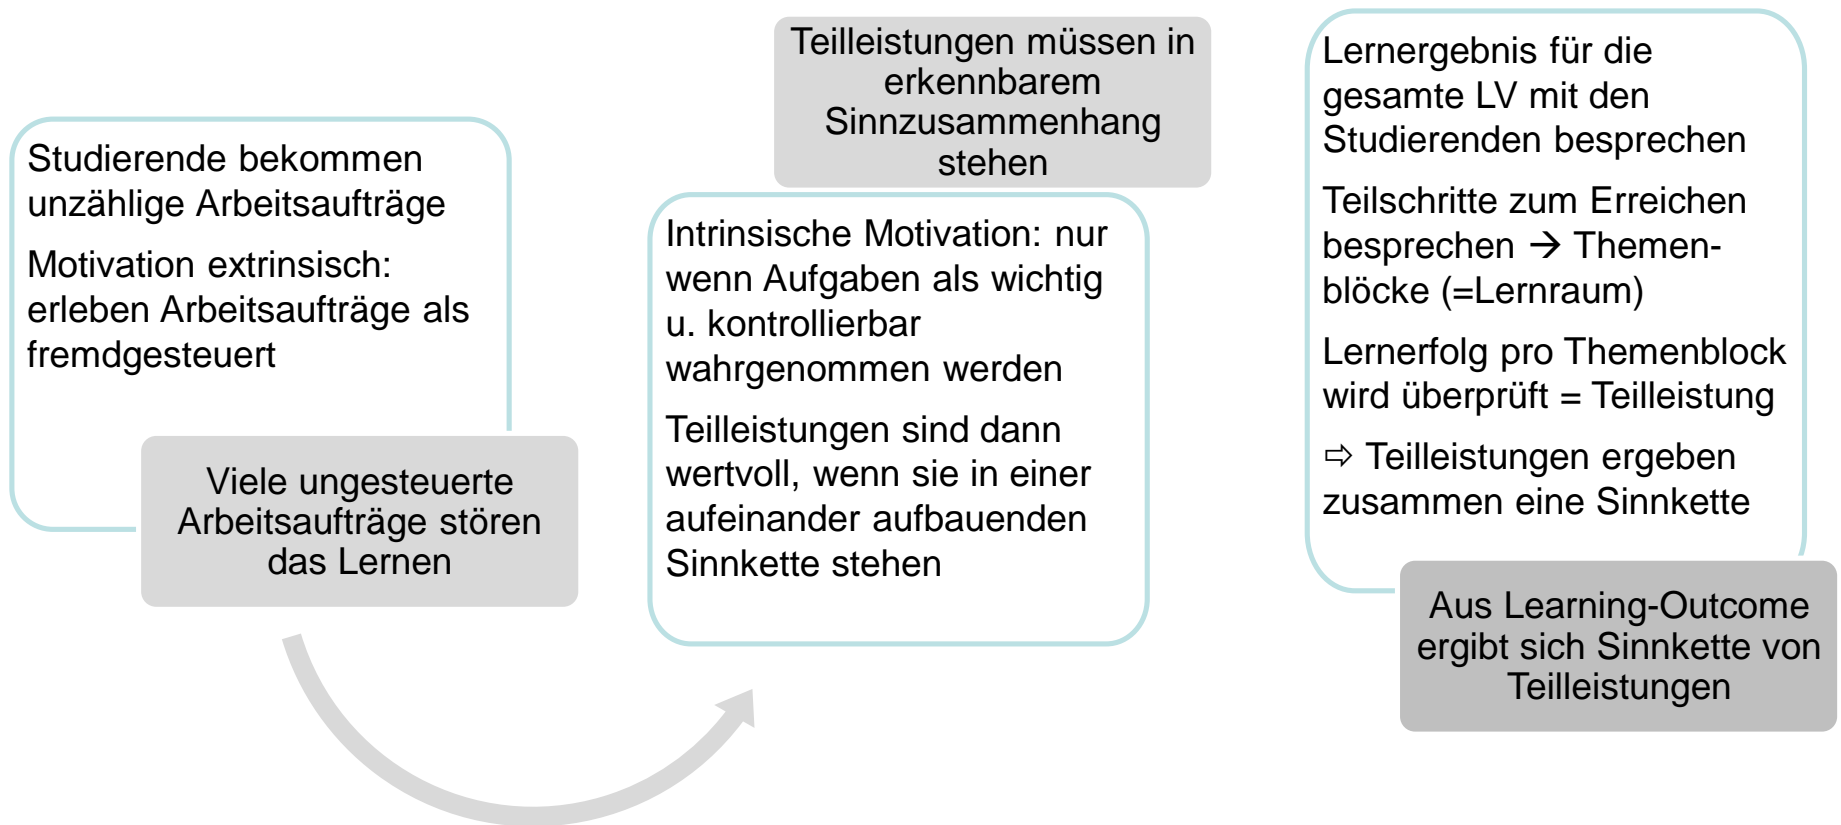 Studierende bekommen
unzählige Arbeitsaufträge
Motivation extrinsisch:
erleben Arbeitsaufträge als
fremdgesteuert
Viele ungesteuerte
Arbeitsaufträge stören
das Lernen
Teilleistungen müssen in
erkennbarem
Sinnzusammenhang
stehen
Intrinsische Motivation: nur
wenn Aufgaben als wichtig
u. kontrollierbar
wahrgenommen werden
Teilleistungen sind dann
wertvoll, wenn sie in einer
aufeinander aufbauenden
Sinnkette stehen
Lernergebnis für die
gesamte LV mit den
Studierenden besprechen
Teilschritte zum Erreichen
besprechen → Themen-
blöcke (=Lernraum)
Lernerfolg pro Themenblock
wird überprüft = Teilleistung
⇨ Teilleistungen ergeben
zusammen eine Sinnkette
Aus Learning-Outcome
ergibt sich Sinnkette von
Teilleistungen